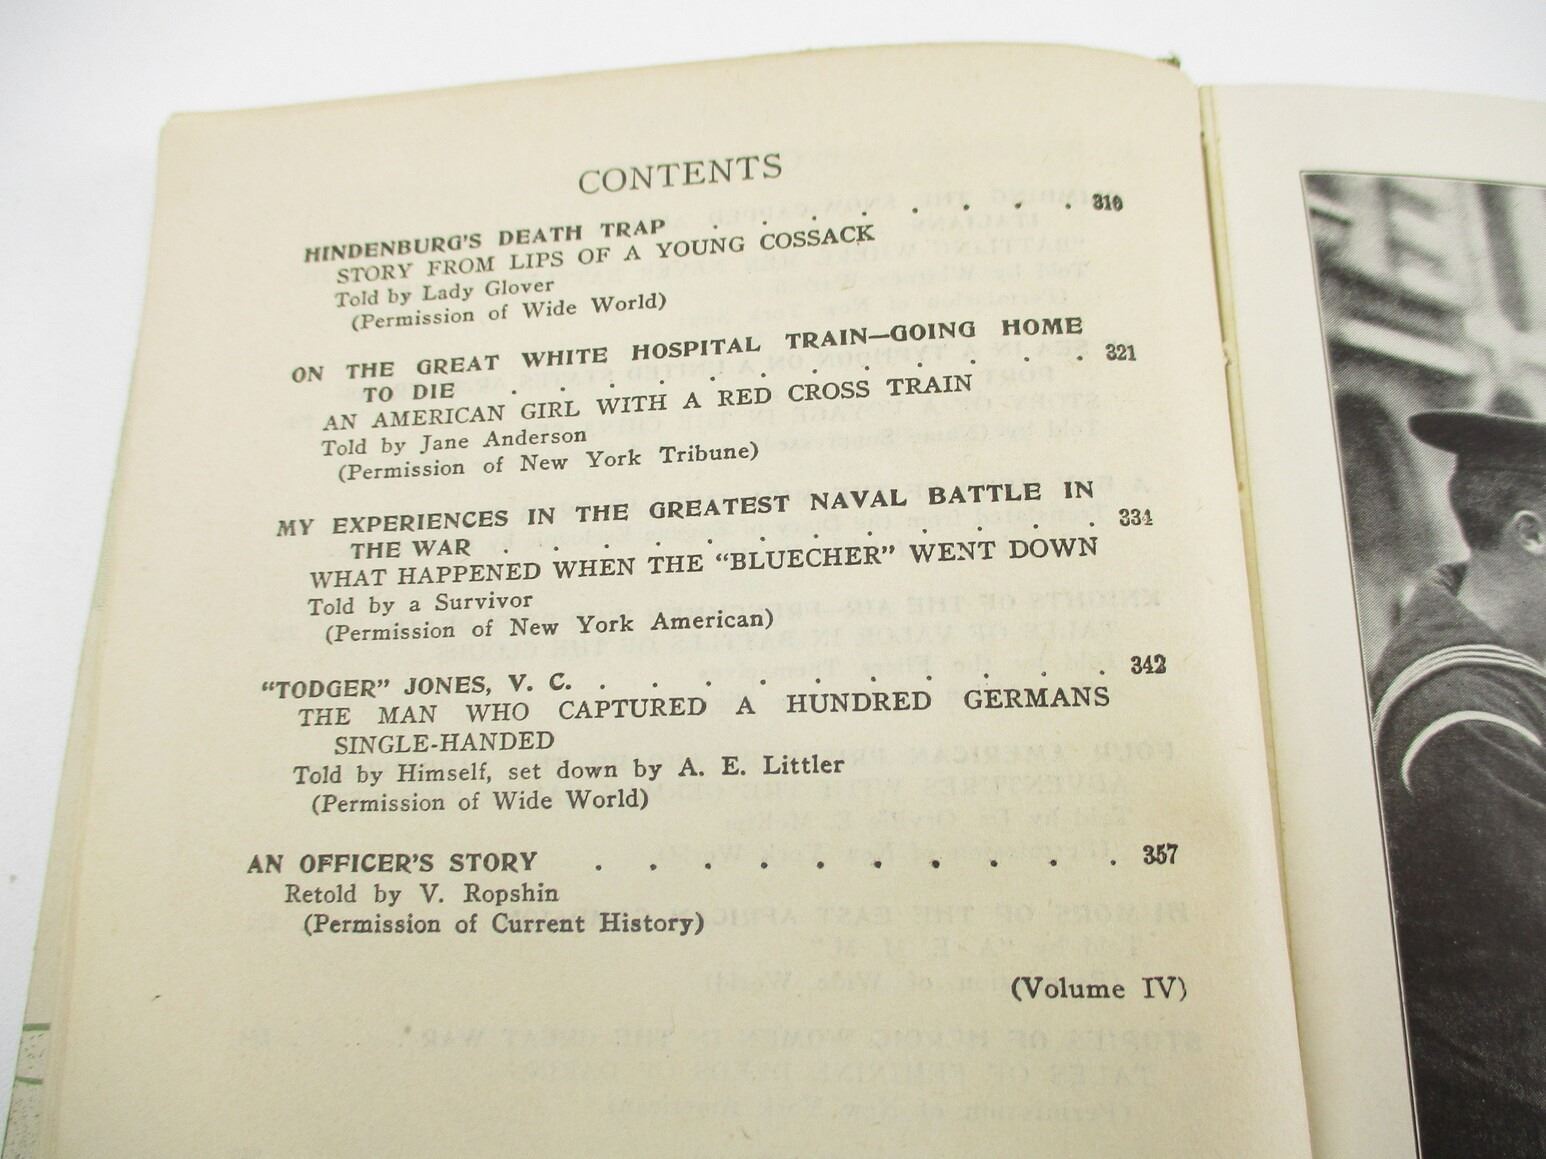 CONTENTS
HINDENBURG'S DEATH TRAP . . . . . . . . 310
STORY FROM LIPS OF A YOUNG COSSACK
Told by Lady Glover
(Permission of Wide World)
ON THE GREAT WHITE HOSPITAL TRAIN—GOING HOME
TO DIE . . . . . . . . . . . . 321
AN AMERICAN GIRL WITH A RED CROSS TRAIN
Told by Jane Anderson
(Permission of New York Tribune)
MY EXPERIENCES IN THE GREATEST NAVAL BATTLE IN
THE WAR . . . . . . . . . . . . 334
WHAT HAPPENED WHEN THE "BLUECHER" WENT DOWN
Told by a Survivor
(Permission of New York American)
"TODGER" JONES, V. C. . . . . . . . . . . 342
THE MAN WHO CAPTURED A HUNDRED GERMANS
SINGLE-HANDED
Told by Himself, set down by A. E. Littler
(Permission of Wide World)
AN OFFICER'S STORY . . . . . . . . . . 357
Retold by V. Ropshin
(Permission of Current History)
(Volume IV)